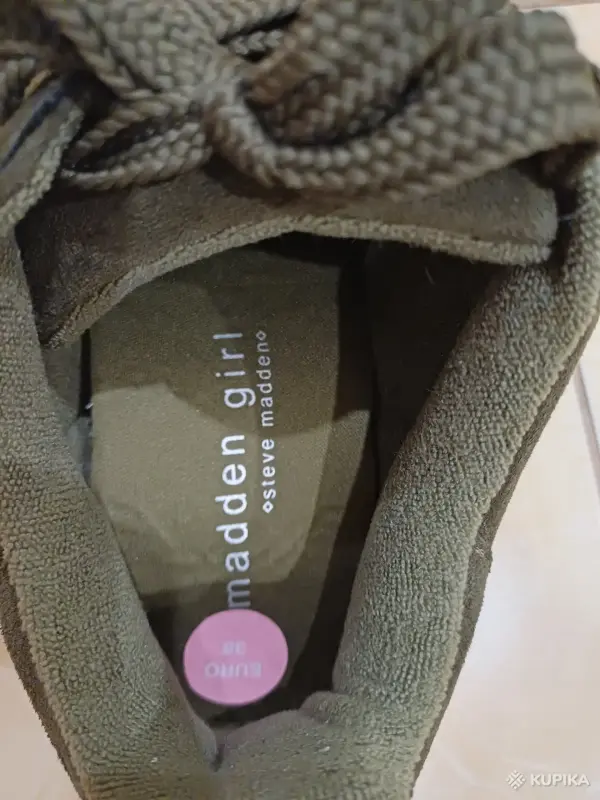 madden girl
◇steve madden◇
EURO
38
KUPIKA